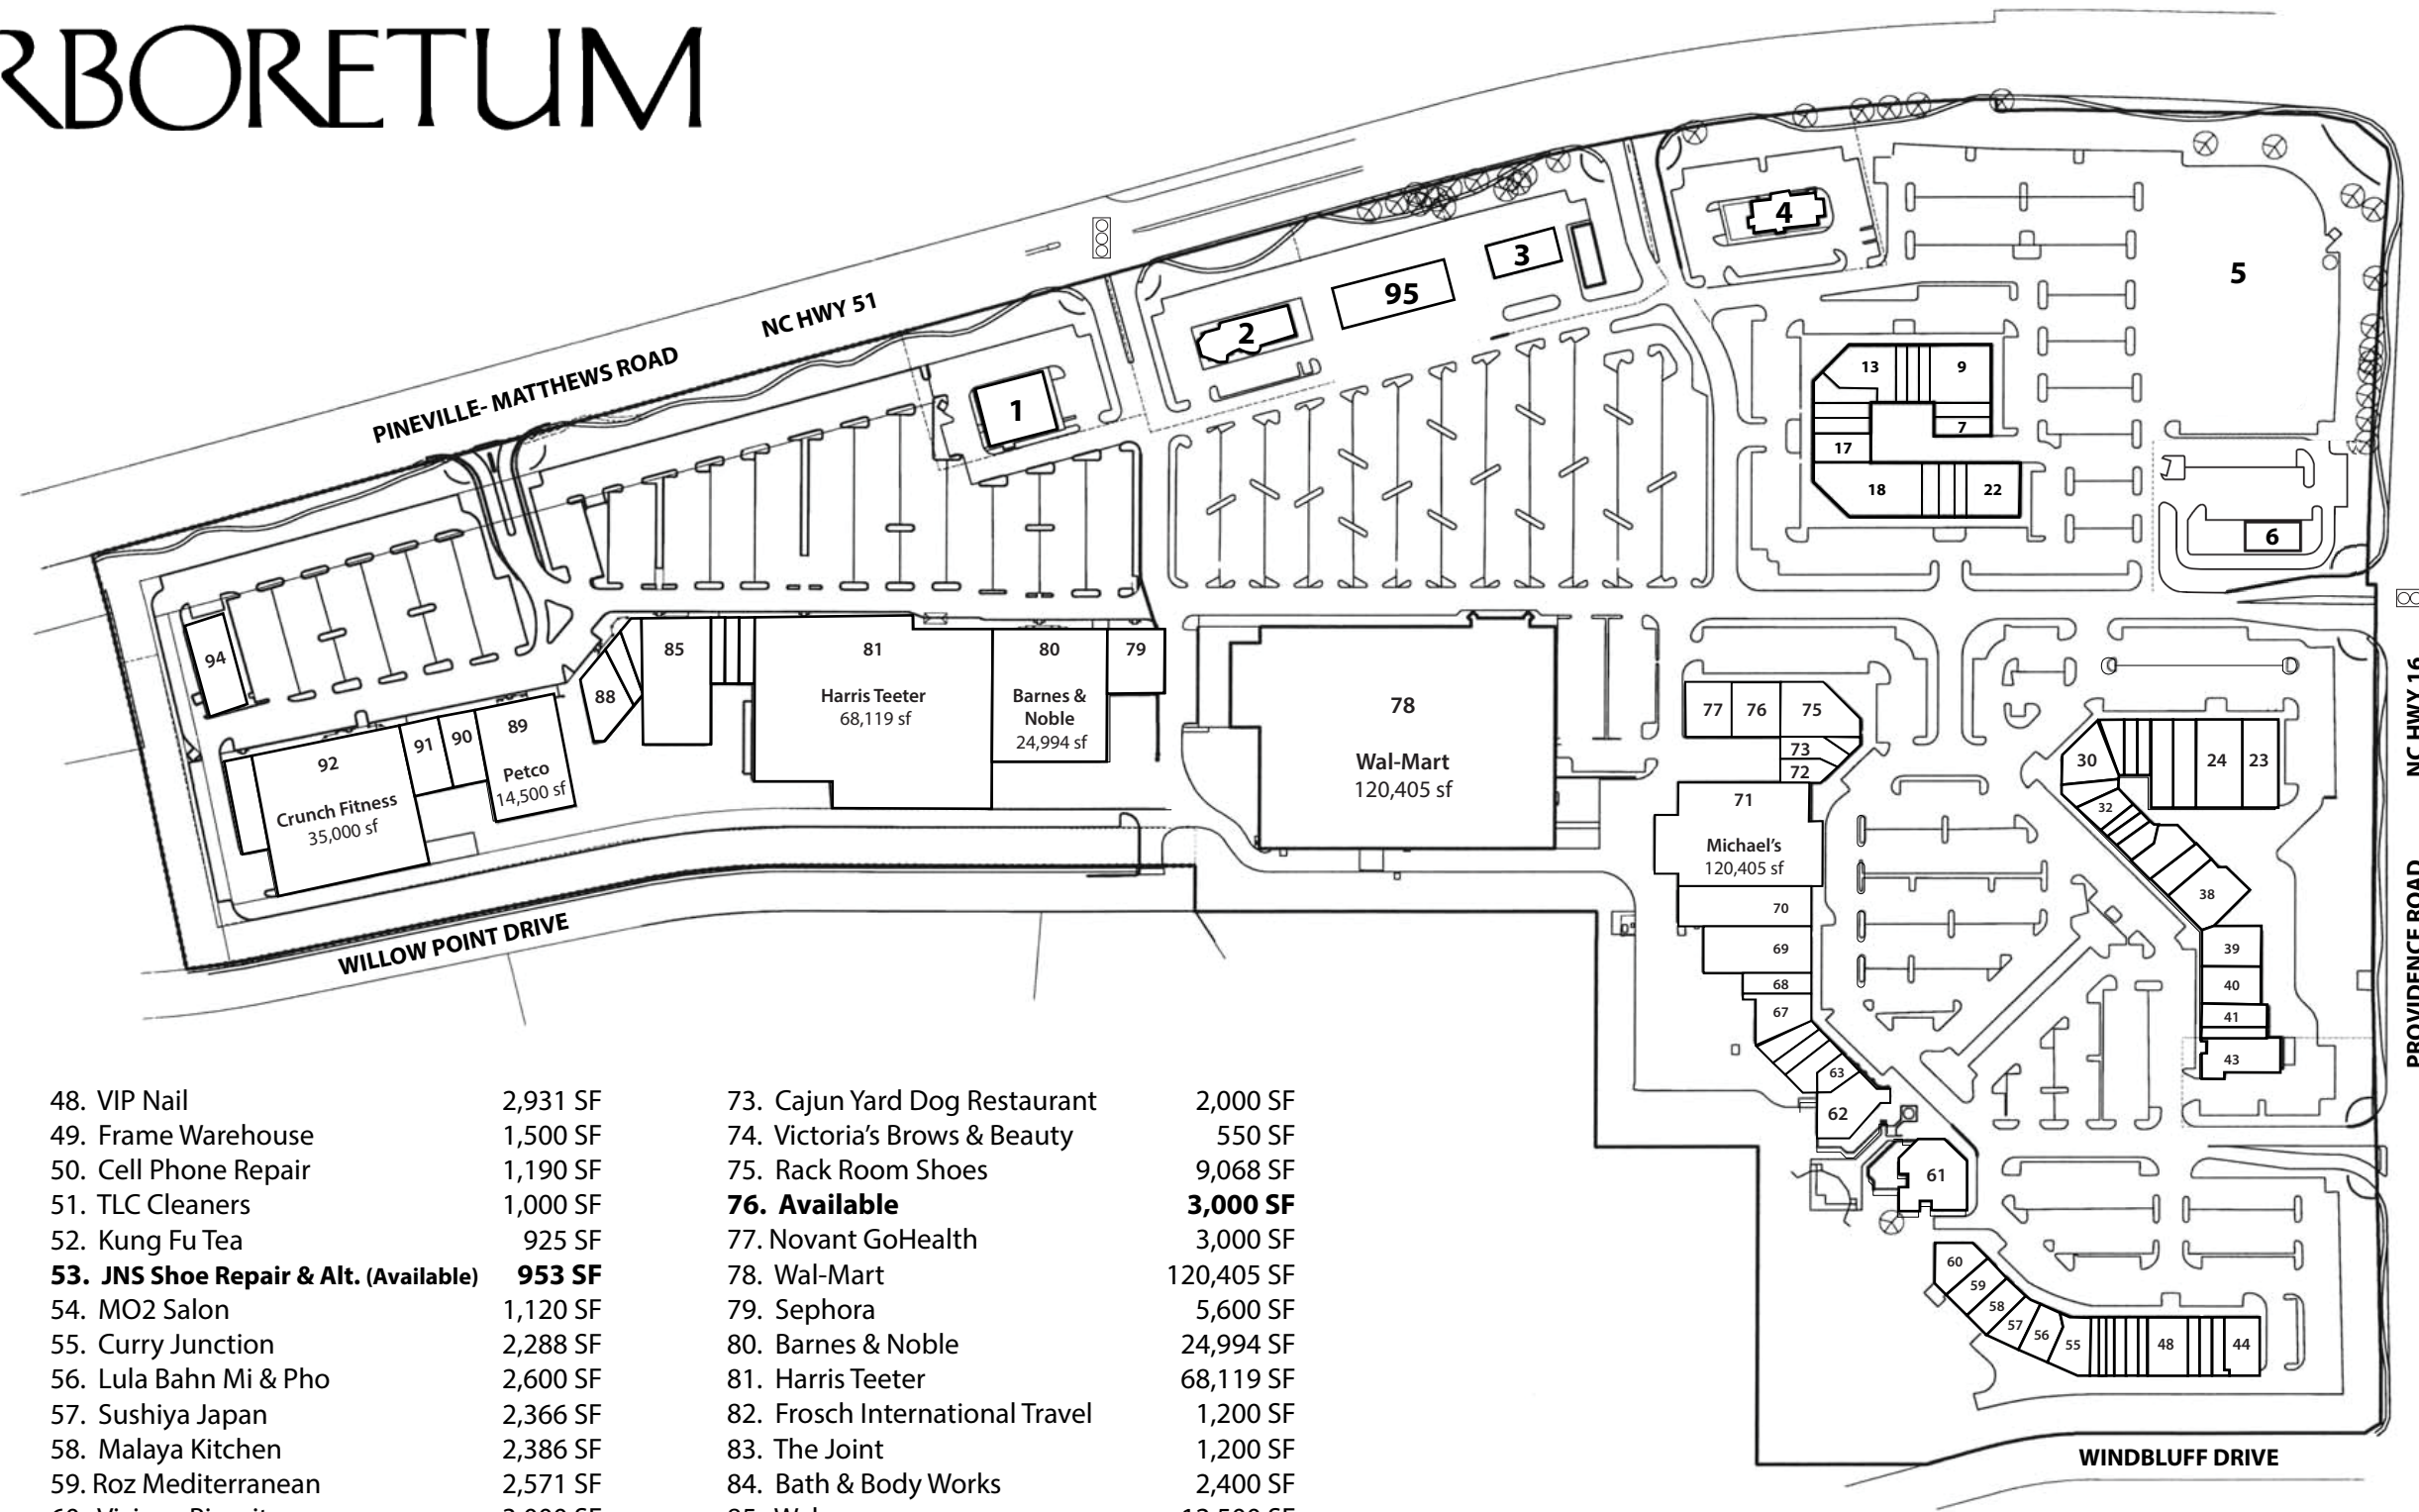 RBORETUM
PINEVILLE- MATTHEWS ROAD
NC HWY 51
1
2
95
3
4
5
13
9
7
17
18
22
6
94
88
85
81
Harris Teeter
68,119 sf
80
Barnes &
Noble
24,994 sf
79
92
Crunch Fitness
35,000 sf
91
90
89
Petco
14,500 sf
78
Wal-Mart
120,405 sf
77
76
75
73
72
71
Michael's
120,405 sf
70
69
68
67
63
62
61
60
59
58
57
56
55
48
44
30
24
23
32
38
39
40
41
43
NC HWY 16
PROVIDENCE ROAD
WILLOW POINT DRIVE
WINDBLUFF DRIVE
48. VIP Nail 2,931 SF
49. Frame Warehouse 1,500 SF
50. Cell Phone Repair 1,190 SF
51. TLC Cleaners 1,000 SF
52. Kung Fu Tea 925 SF
53. JNS Shoe Repair & Alt. (Available) 953 SF
54. MO2 Salon 1,120 SF
55. Curry Junction 2,288 SF
56. Lula Bahn Mi & Pho 2,600 SF
57. Sushiya Japan 2,366 SF
58. Malaya Kitchen 2,386 SF
59. Roz Mediterranean 2,571 SF
73. Cajun Yard Dog Restaurant 2,000 SF
74. Victoria's Brows & Beauty 550 SF
75. Rack Room Shoes 9,068 SF
76. Available 3,000 SF
77. Novant GoHealth 3,000 SF
78. Wal-Mart 120,405 SF
79. Sephora 5,600 SF
80. Barnes & Noble 24,994 SF
81. Harris Teeter 68,119 SF
82. Frosch International Travel 1,200 SF
83. The Joint 1,200 SF
84. Bath & Body Works 2,400 SF